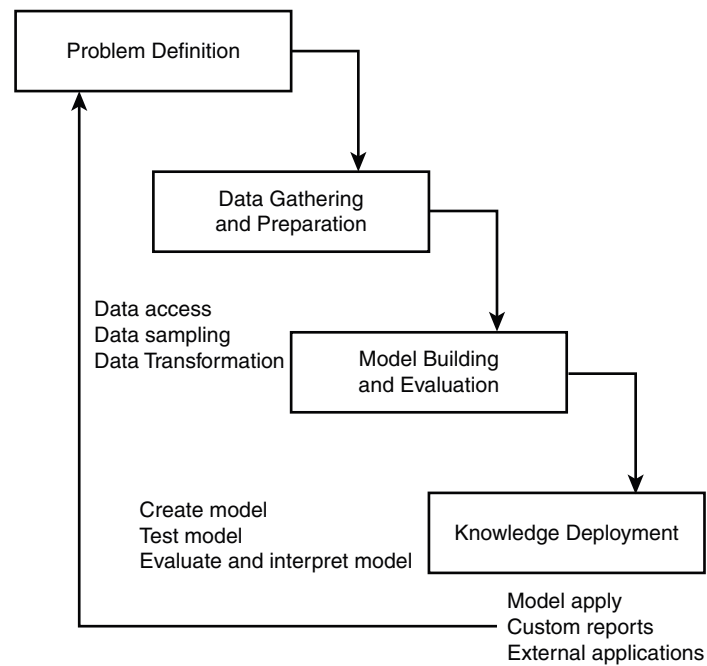 Problem Definition
Data Gathering
and Preparation
Data access
Data sampling
Data Transformation
Model Building
and Evaluation
Create model
Test model
Evaluate and interpret model
Knowledge Deployment
Model apply
Custom reports
External applications